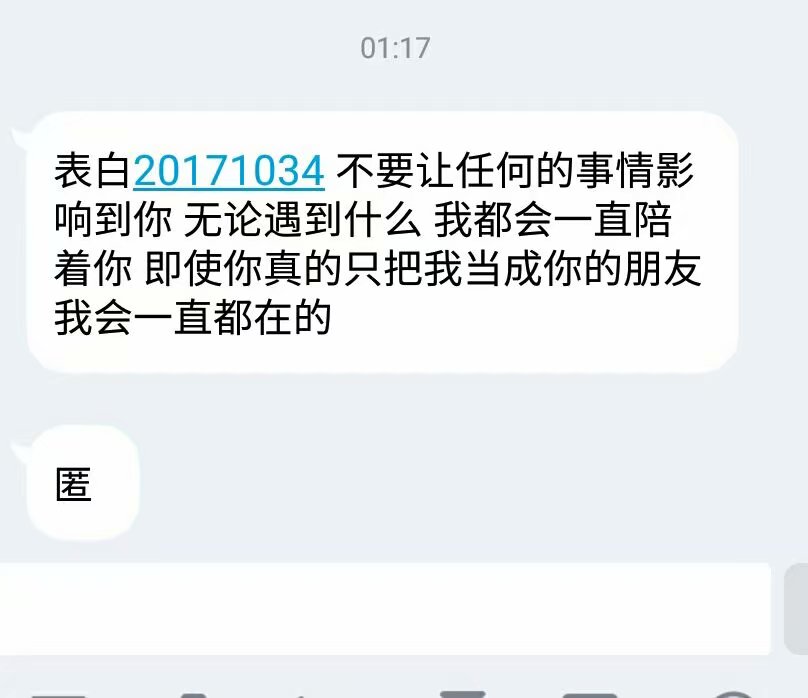 01:17
表白20171034 不要让任何的事情影
响到你 无论遇到什么 我都会一直陪
着你 即使你真的只把我当成你的朋友
我会一直都在的
匿